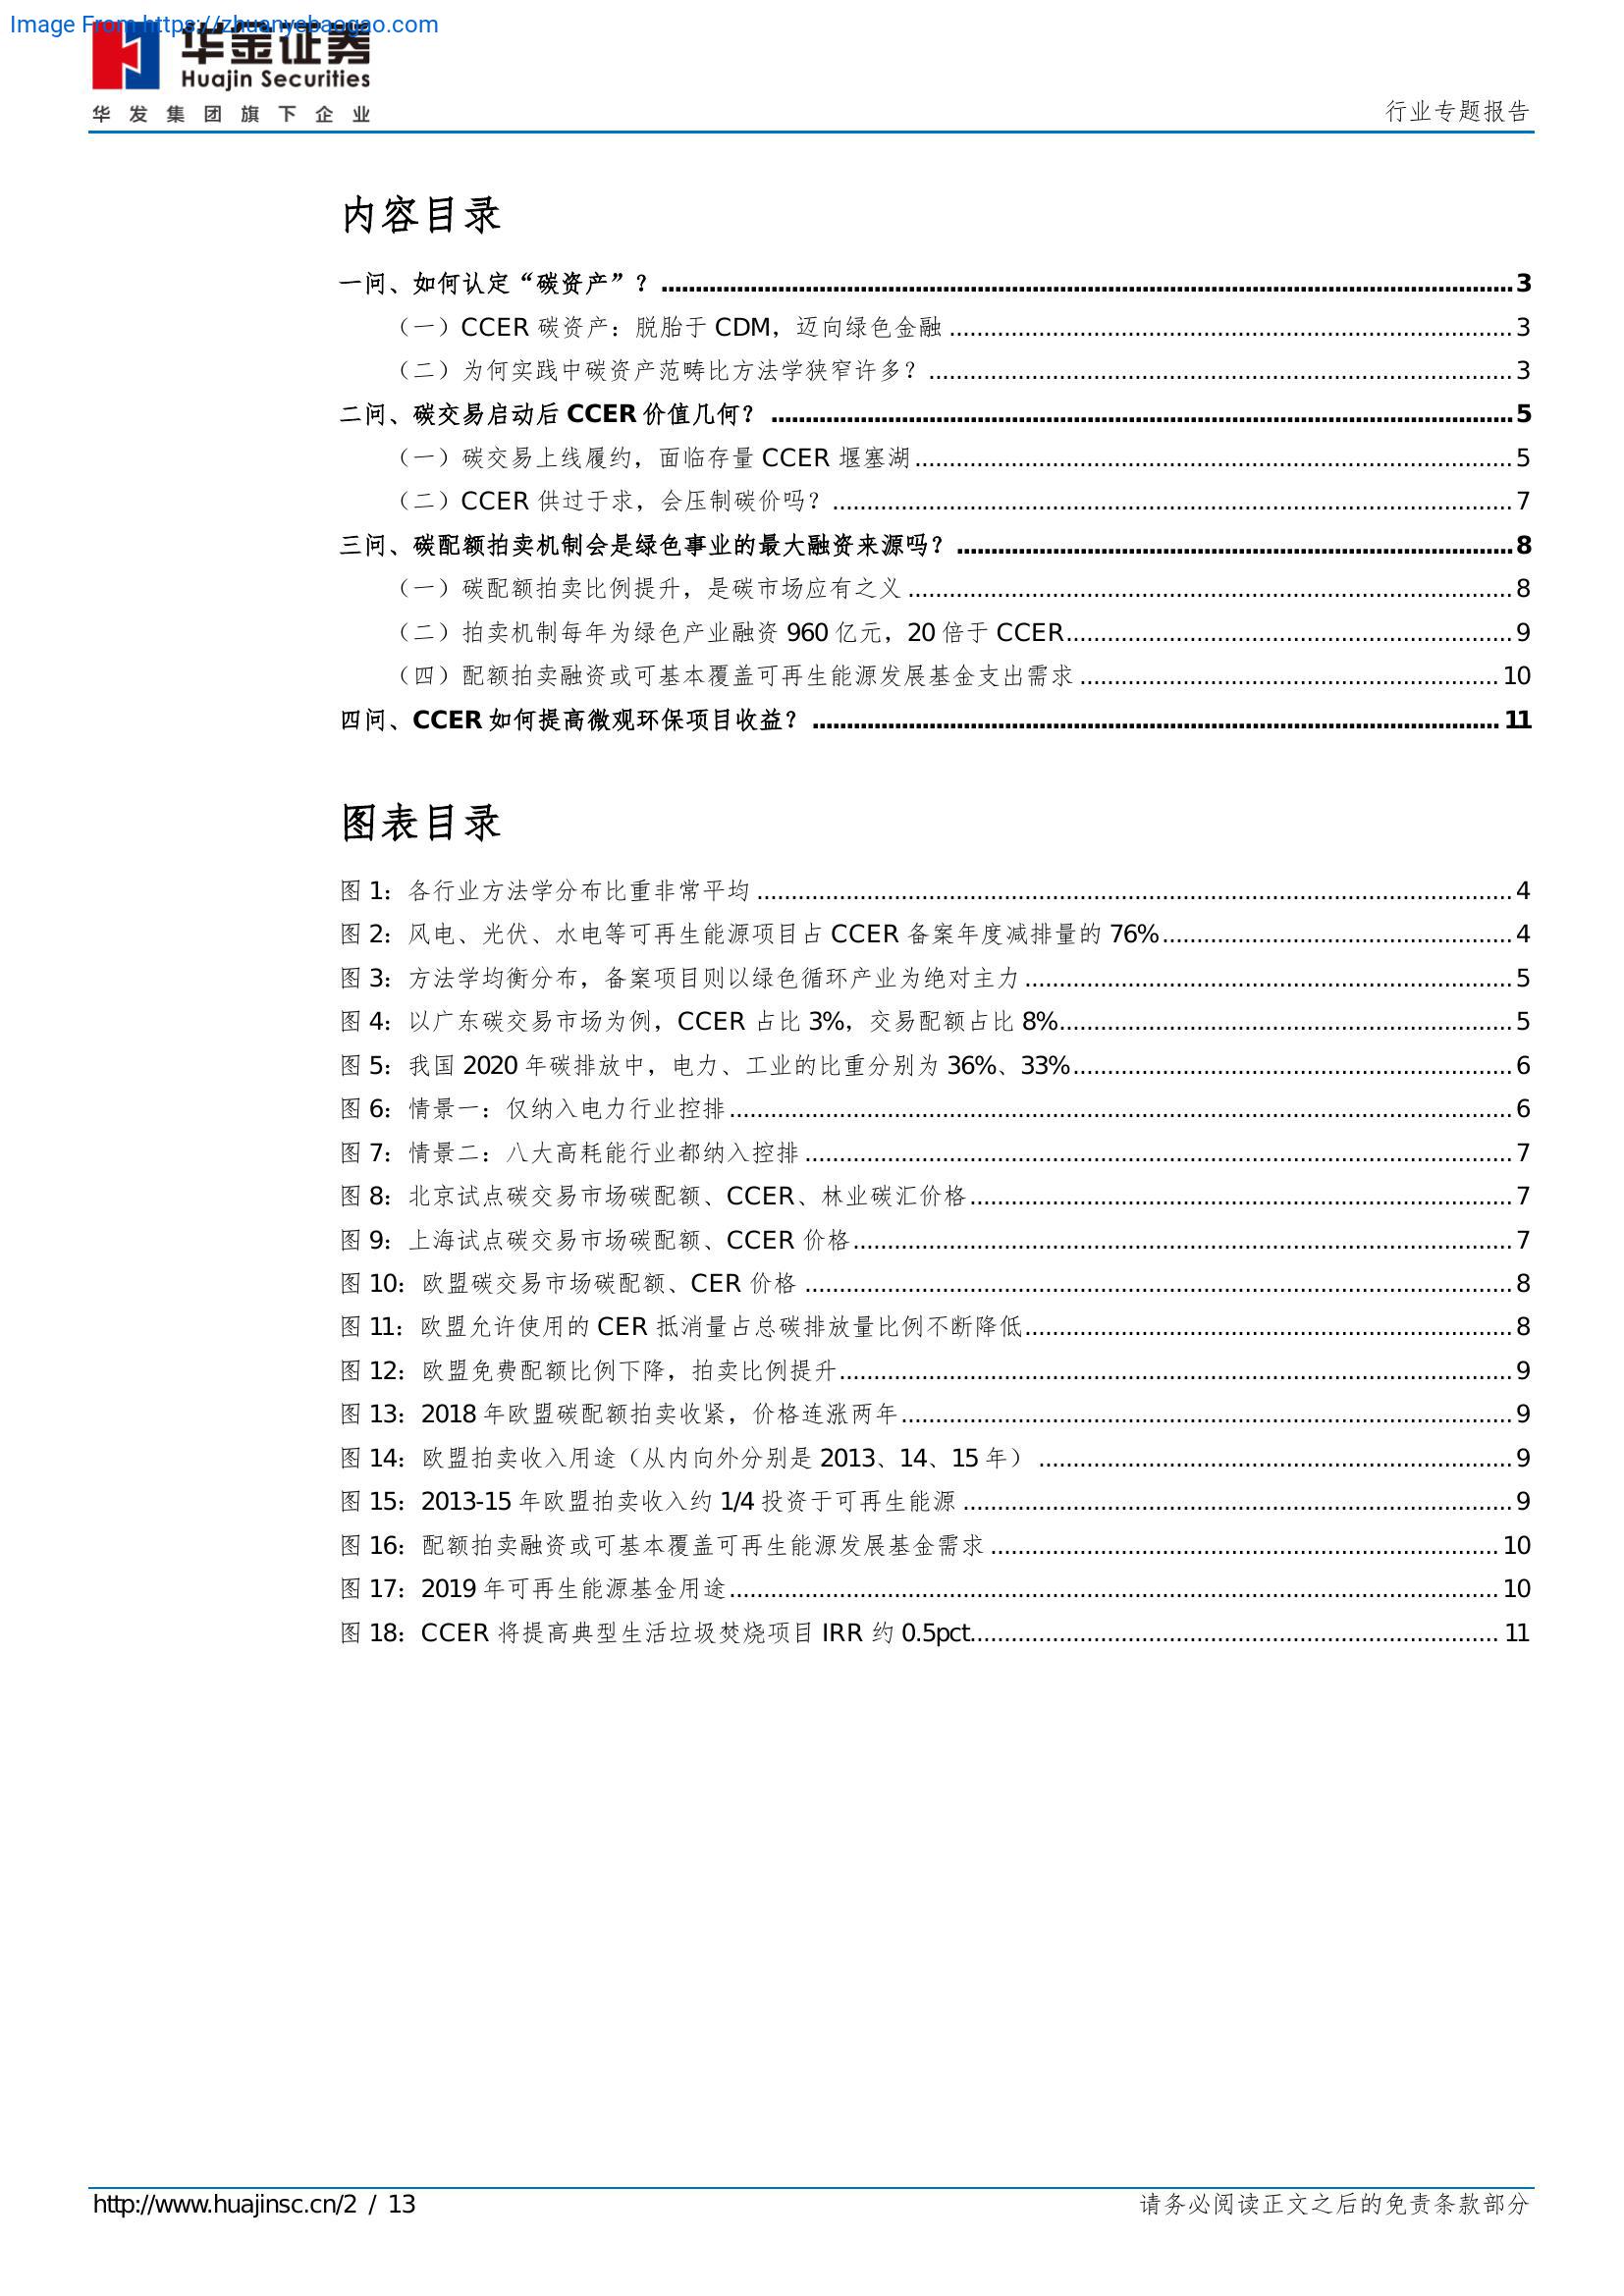 Image From https://zhuanyebaogao.com
华金证券
Huajin Securities
华发集团旗下企业
行业专题报告
内容目录
一问、如何认定“碳资产”？ 3
（一）CCER 碳资产：脱胎于 CDM，迈向绿色金融 3
（二）为何实践中碳资产范畴比方法学狭窄许多？ 3
二问、碳交易启动后 CCER 价值几何？ 5
（一）碳交易上线履约，面临存量 CCER 堰塞湖 5
（二）CCER 供过于求，会压制碳价吗？ 7
三问、碳配额拍卖机制会是绿色事业的最大融资来源吗？ 8
（一）碳配额拍卖比例提升，是碳市场应有之义 8
（二）拍卖机制每年为绿色产业融资 960 亿元，20 倍于 CCER 9
（四）配额拍卖融资或可基本覆盖可再生能源发展基金支出需求 10
四问、CCER 如何提高微观环保项目收益？ 11
图表目录
图 1：各行业方法学分布比重非常平均 4
图 2：风电、光伏、水电等可再生能源项目占 CCER 备案年度减排量的 76% 4
图 3：方法学均衡分布，备案项目则以绿色循环产业为绝对主力 5
图 4：以广东碳交易市场为例，CCER 占比 3%，交易配额占比 8% 5
图 5：我国 2020 年碳排放中，电力、工业的比重分别为 36%、33% 6
图 6：情景一：仅纳入电力行业控排 6
图 7：情景二：八大高耗能行业都纳入控排 7
图 8：北京试点碳交易市场碳配额、CCER、林业碳汇价格 7
图 9：上海试点碳交易市场碳配额、CCER 价格 7
图 10：欧盟碳交易市场碳配额、CER 价格 8
图 11：欧盟允许使用的 CER 抵消量占总碳排放量比例不断降低 8
图 12：欧盟免费配额比例下降，拍卖比例提升 9
图 13：2018 年欧盟碳配额拍卖收紧，价格连涨两年 9
图 14：欧盟拍卖收入用途（从内向外分别是 2013、14、15 年） 9
图 15：2013-15 年欧盟拍卖收入约 1/4 投资于可再生能源 9
图 16：配额拍卖融资或可基本覆盖可再生能源发展基金需求 10
图 17：2019 年可再生能源基金用途 10
图 18：CCER 将提高典型生活垃圾焚烧项目 IRR 约 0.5pct 11
http://www.huajinsc.cn/2 / 13
请务必阅读正文之后的免责条款部分